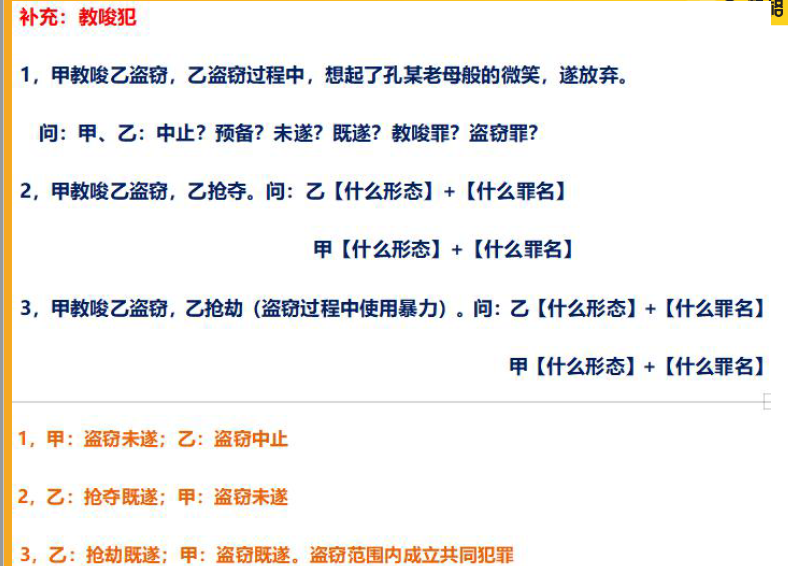 补充：教唆犯
1，甲教唆乙盗窃，乙盗窃过程中，想起了孔某老母般的微笑，遂放弃。
问：甲、乙：中止？预备？未遂？既遂？教唆罪？盗窃罪？
2，甲教唆乙盗窃，乙抢夺。问：乙【什么形态】+【什么罪名】
甲【什么形态】+【什么罪名】
3，甲教唆乙盗窃，乙抢劫（盗窃过程中使用暴力）。问：乙【什么形态】+【什么罪名】
甲【什么形态】+【什么罪名】
1，甲：盗窃未遂；乙：盗窃中止
2，乙：抢夺既遂；甲：盗窃未遂
3，乙：抢劫既遂；甲：盗窃既遂。盗窃范围内成立共同犯罪